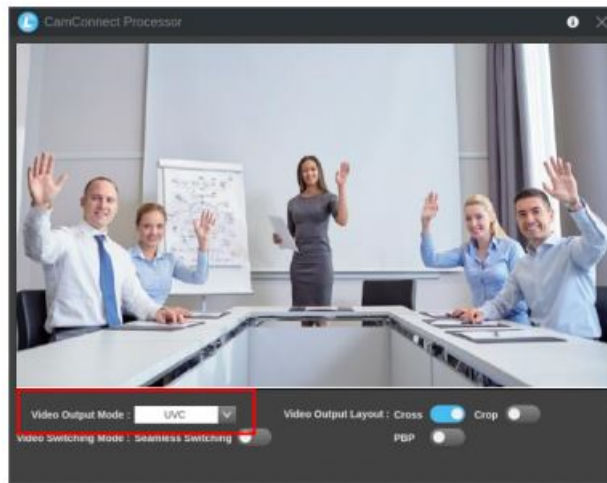 CamConnect Processor
Video Output Mode : UVC Video Output Layout : Cross Crop
Video Switching Mode : Seamless Switching PBP